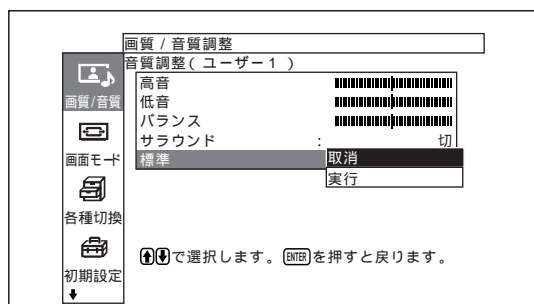 画質/音質調整
音質調整(ユーザー1)
高音
低音
バランス
サラウンド : 切
標準 取消
実行
画質/音質
画面モード
各種切換
初期設定
で選択します。ENTERを押すと戻ります。